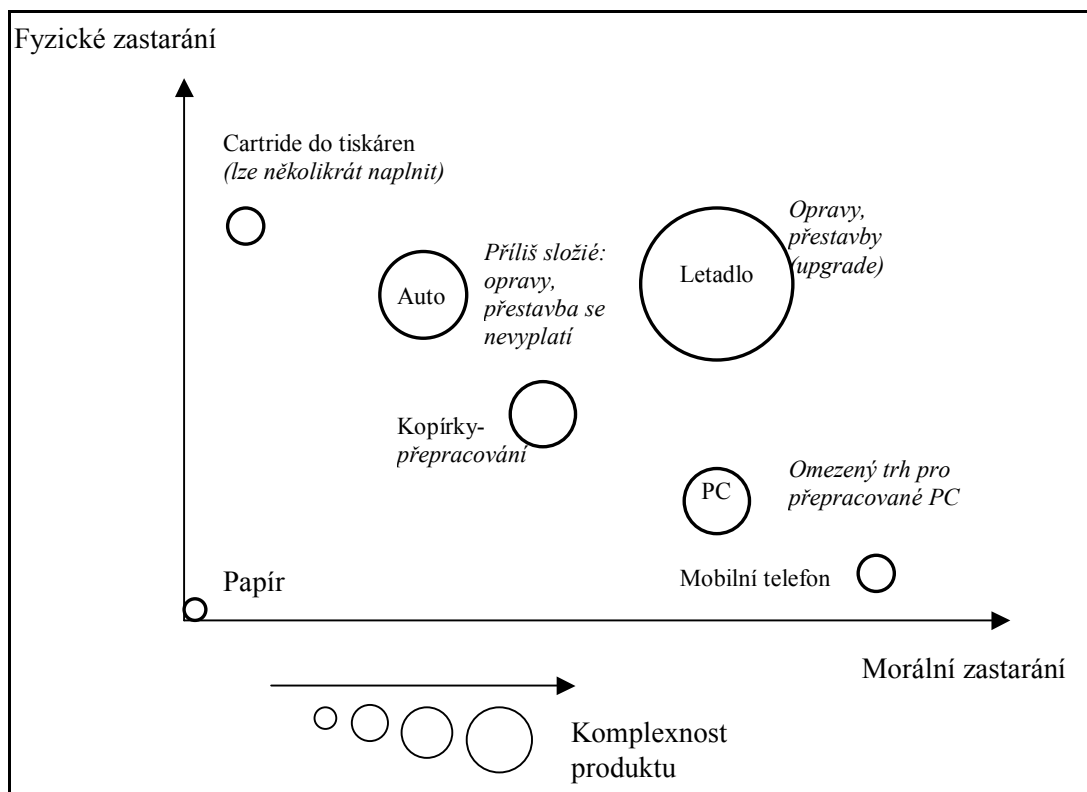 Fyzické zastarání
Cartride do tiskáren
(lze několikrát naplnit)
Auto
Příliš složié:
opravy,
přestavba se
nevyplatí
Letadlo
Opravy,
přestavby
(upgrade)
Kopírky-
přepracování
PC
Omezený trh pro
přepracované PC
Mobilní telefon
Papír
Morální zastarání
Komplexnost
produktu